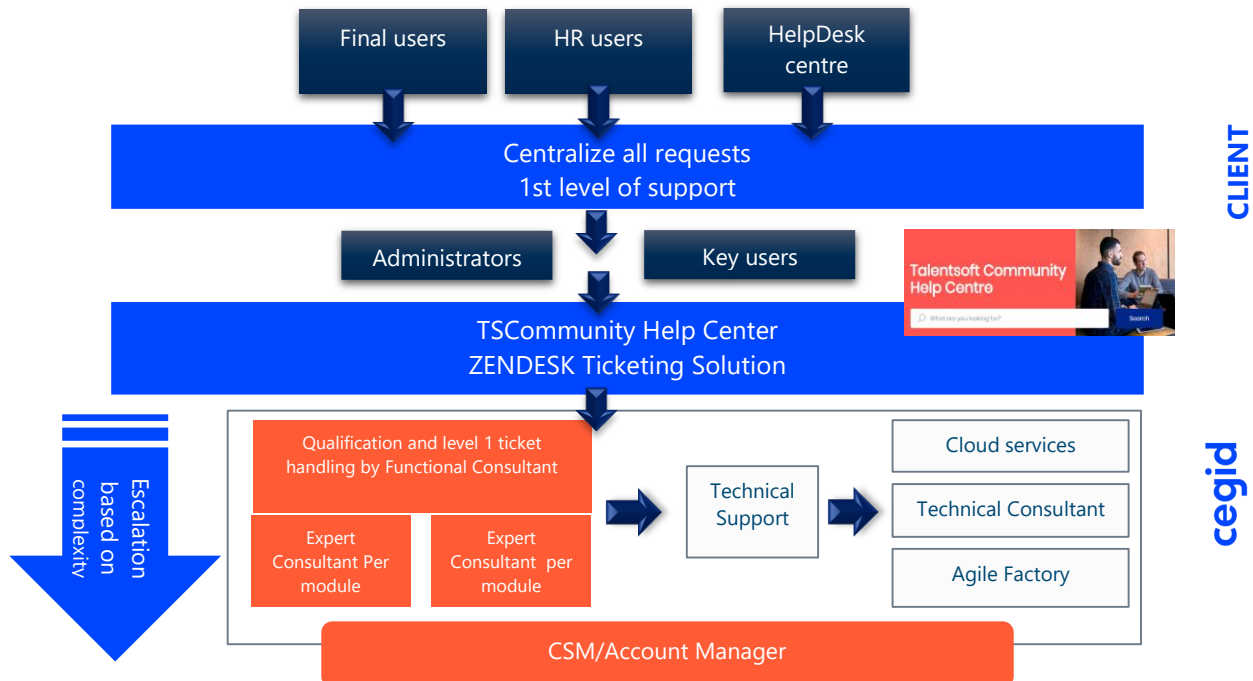 Final users
HR users
HelpDesk
centre
Centralize all requests
1st level of support
CLIENT
Administrators
Key users
Talentsoft Community
Help Centre
What are you looking for?
Search
TSCommunity Help Center
ZENDESK Ticketing Solution
Escalation
based on
complexity
Qualification and level 1 ticket
handling by Functional Consultant
Expert
Consultant Per
module
Expert
Consultant per
module
Technical
Support
Cloud services
Technical Consultant
Agile Factory
cegid
CSM/Account Manager